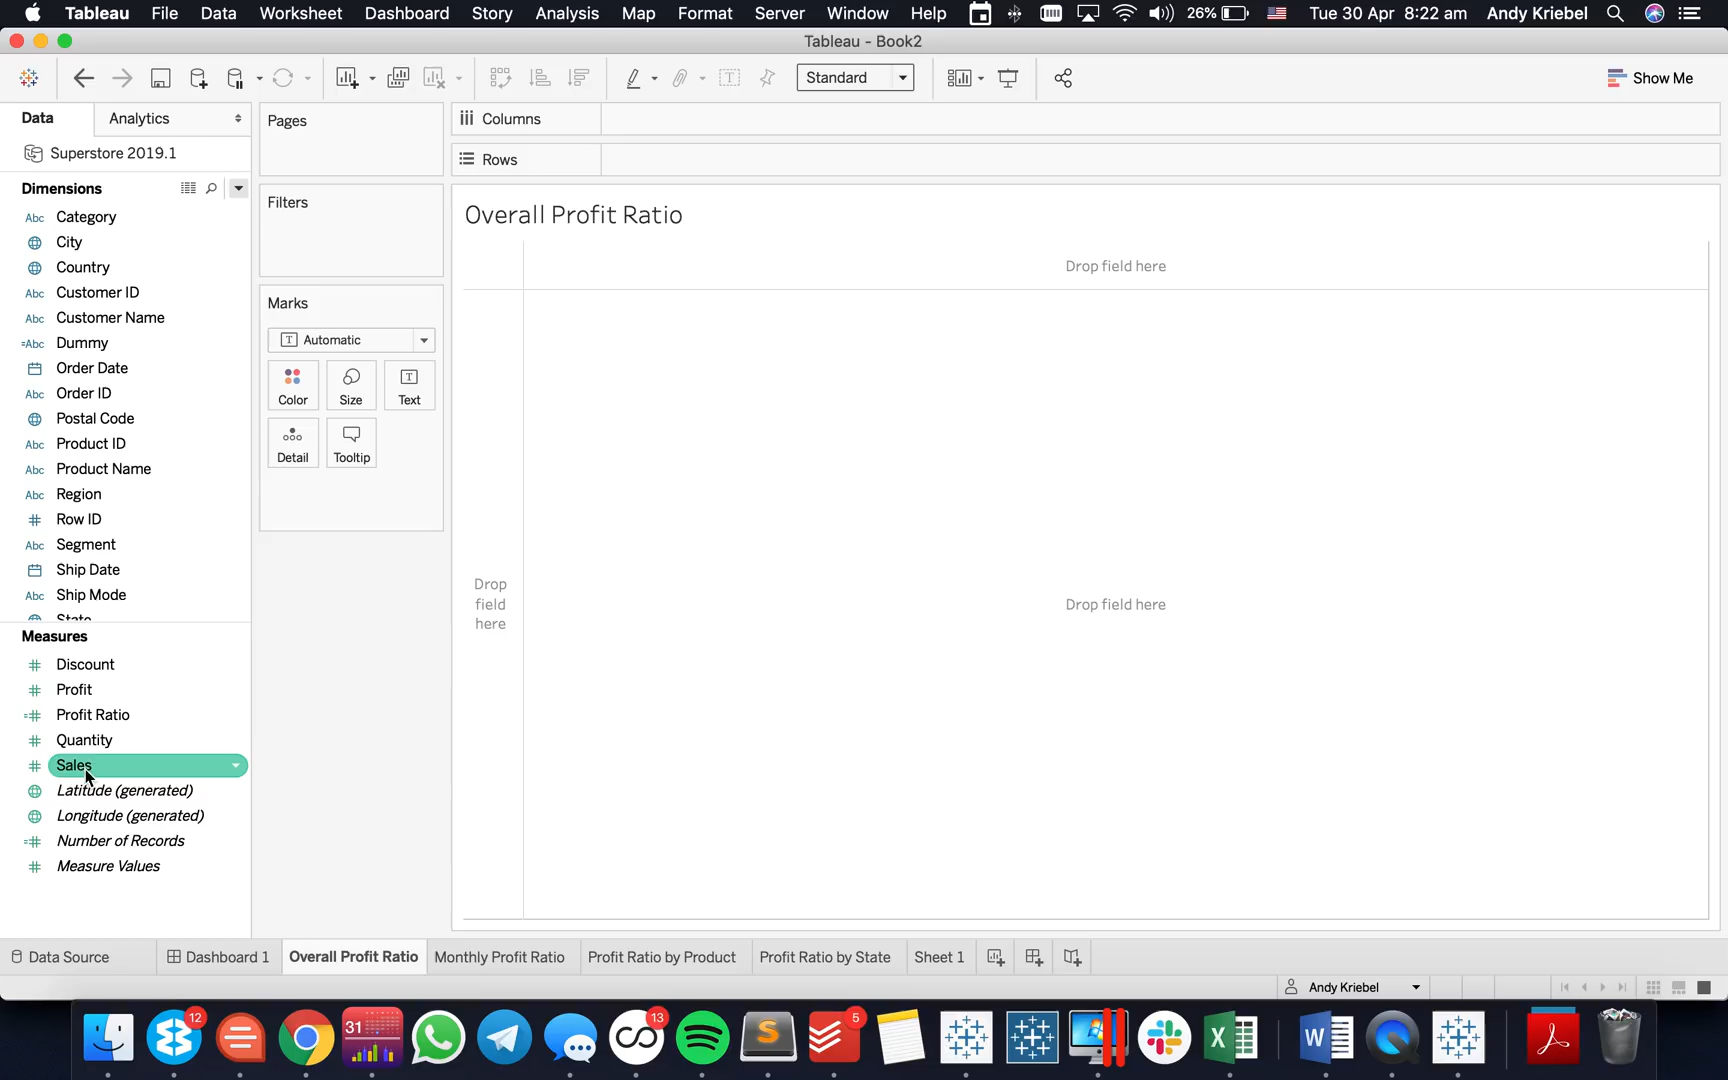 Tableau File Data Worksheet Dashboard Story Analysis Map Format Server Window Help 26% Tue 30 Apr 8:22 am Andy Kriebel
Tableau - Book2
Standard
Show Me
Data Analytics
Superstore 2019.1
Dimensions
Abc Category
City
Country
Abc Customer ID
Abc Customer Name
=Abc Dummy
Order Date
Abc Order ID
Postal Code
Abc Product ID
Abc Product Name
Abc Region
# Row ID
Abc Segment
Ship Date
Abc Ship Mode
State
Measures
# Discount
# Profit
=# Profit Ratio
# Quantity
# Sales
Latitude (generated)
Longitude (generated)
=# Number of Records
# Measure Values
Pages
Filters
Marks
T Automatic
Color
Size
T Text
Detail
Tooltip
Columns
Rows
Overall Profit Ratio
Drop field here
Drop
field
here
Drop field here
Data Source Dashboard 1 Overall Profit Ratio Monthly Profit Ratio Profit Ratio by Product Profit Ratio by State Sheet 1
Andy Kriebel
12
31
13
5
S
X
W